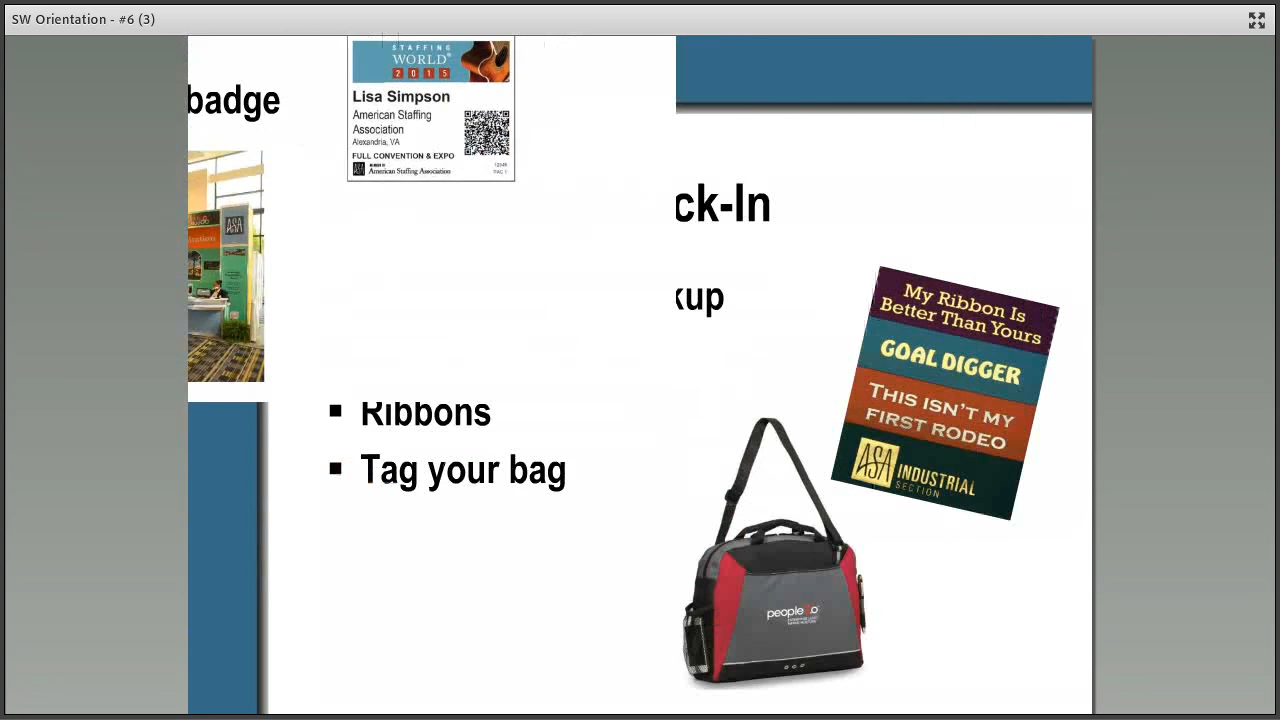 SW Orientation - #6 (3)
STAFFING
WORLD®
2015
badge
Lisa Simpson
American Staffing
Association
Alexandria, VA
FULL CONVENTION & EXPO
American Staffing Association
ASA
ck-In
kup
My Ribbon Is
Better Than Yours
GOAL DIGGER
THIS ISN'T MY
FIRST RODEO
ASA INDUSTRIAL
SECTION
Ribbons
Tag your bag
people2.0